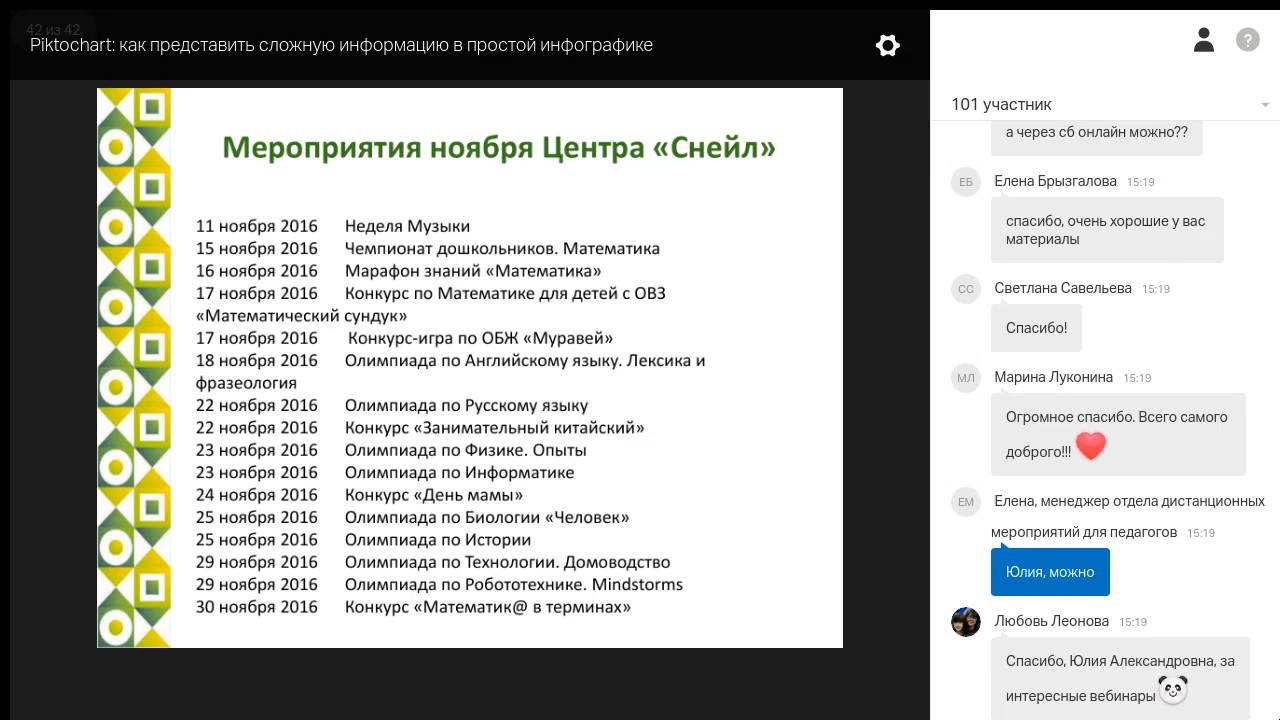 42 из 42
Piktochart: как представить сложную информацию в простой инфографике
Мероприятия ноября Центра «Снейл»
11 ноября 2016 Неделя Музыки
15 ноября 2016 Чемпионат дошкольников. Математика
16 ноября 2016 Марафон знаний «Математика»
17 ноября 2016 Конкурс по Математике для детей с ОВЗ
«Математический сундук»
17 ноября 2016 Конкурс-игра по ОБЖ «Муравей»
18 ноября 2016 Олимпиада по Английскому языку. Лексика и
фразеология
22 ноября 2016 Олимпиада по Русскому языку
22 ноября 2016 Конкурс «Занимательный китайский»
23 ноября 2016 Олимпиада по Физике. Опыты
23 ноября 2016 Олимпиада по Информатике
24 ноября 2016 Конкурс «День мамы»
25 ноября 2016 Олимпиада по Биологии «Человек»
25 ноября 2016 Олимпиада по Истории
29 ноября 2016 Олимпиада по Технологии. Домоводство
29 ноября 2016 Олимпиада по Робототехнике. Mindstorms
30 ноября 2016 Конкурс «Математик@ в терминах»
?
101 участник
а через сб онлайн можно??
ЕБ Елена Брызгалова 15:19
спасибо, очень хорошие у вас
материалы
СС Светлана Савельева 15:19
Спасибо!
МЛ Марина Луконина 15:19
Огромное спасибо. Всего самого
доброго!!!
ЕМ Елена, менеджер отдела дистанционных
мероприятий для педагогов 15:19
Юлия, можно
Любовь Леонова 15:19
Спасибо, Юлия Александровна, за
интересные вебинары